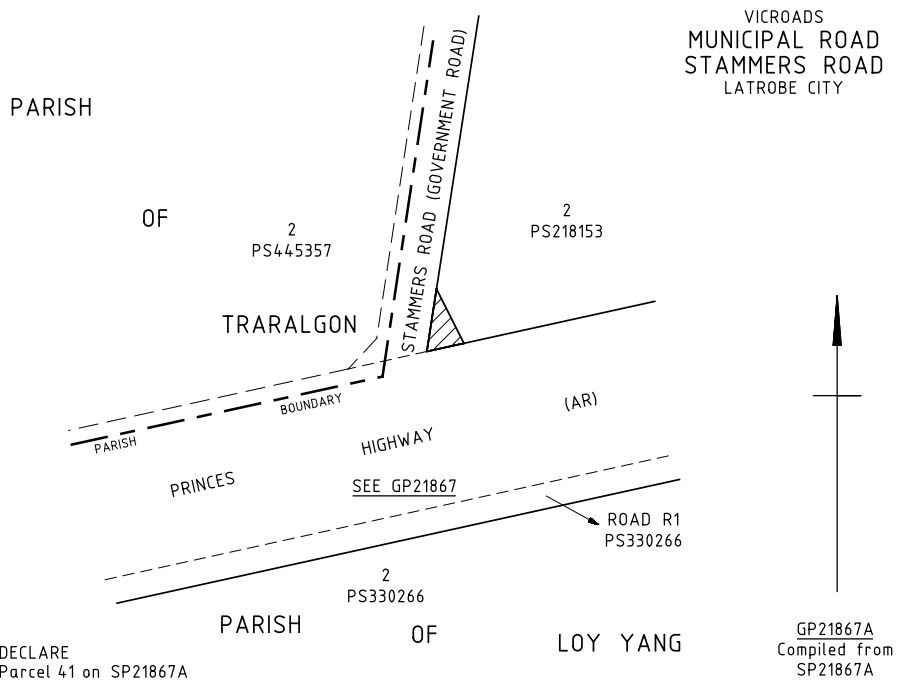 VICROADS
MUNICIPAL ROAD
STAMMERS ROAD
LATROBE CITY
PARISH
OF
TRARALGON
2
PS445357
STAMMERS ROAD (GOVERNMENT ROAD)
2
PS218153
PARISH
BOUNDARY
PRINCES
HIGHWAY
(AR)
SEE GP21867
ROAD R1
PS330266
2
PS330266
PARISH
OF
LOY YANG
DECLARE
Parcel 41 on SP21867A
GP21867A
Compiled from
SP21867A